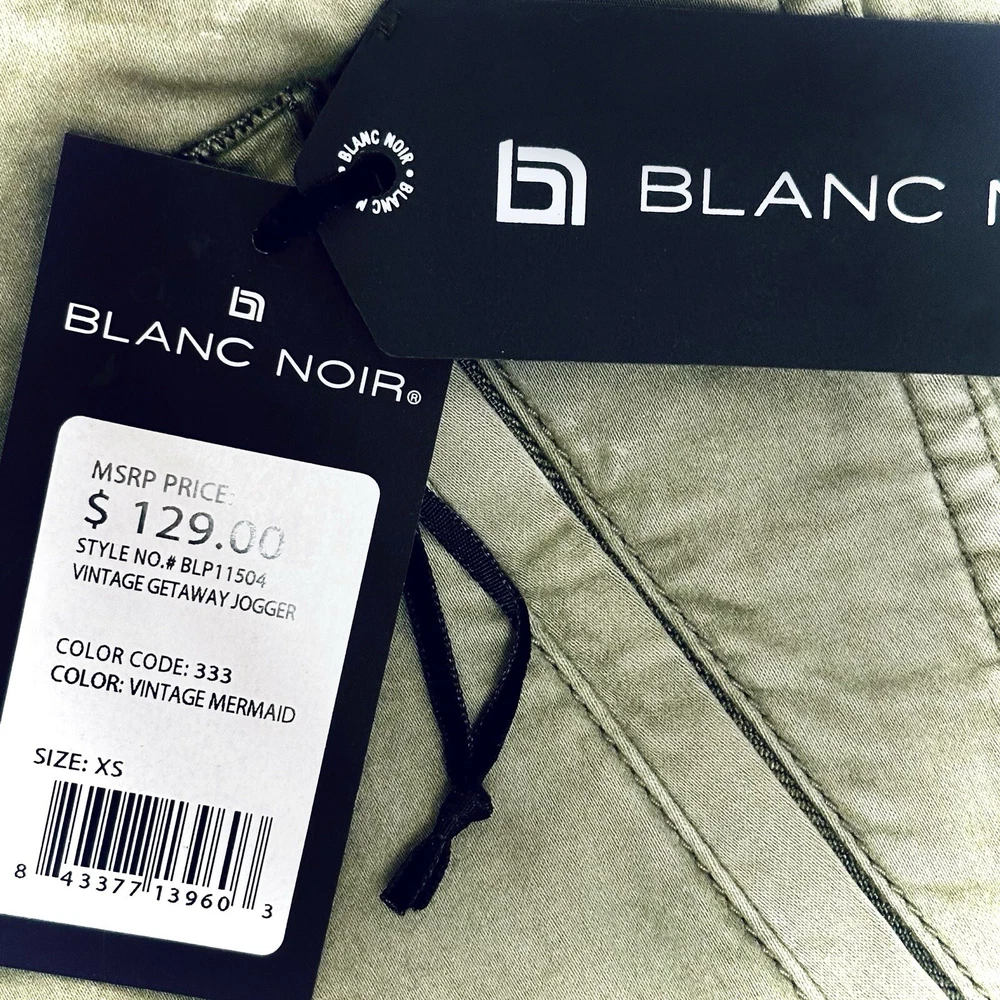 BLANC NOIR • BLANC N
BLANC
BLANC NOIR®
MSRP PRICE:
$ 129.00
STYLE NO.# BLP11504
VINTAGE GETAWAY JOGGER
COLOR CODE: 333
COLOR: VINTAGE MERMAID
SIZE: XS
8 43377 13960 3